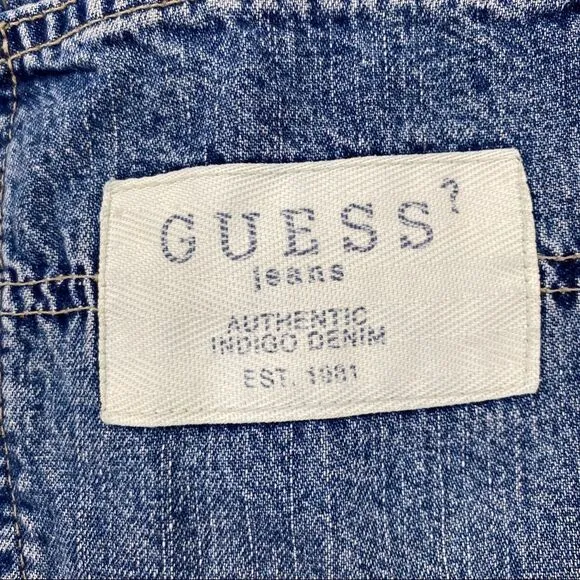 GUESS?
jeans
AUTHENTIC
INDIGO DENIM
EST. 1981